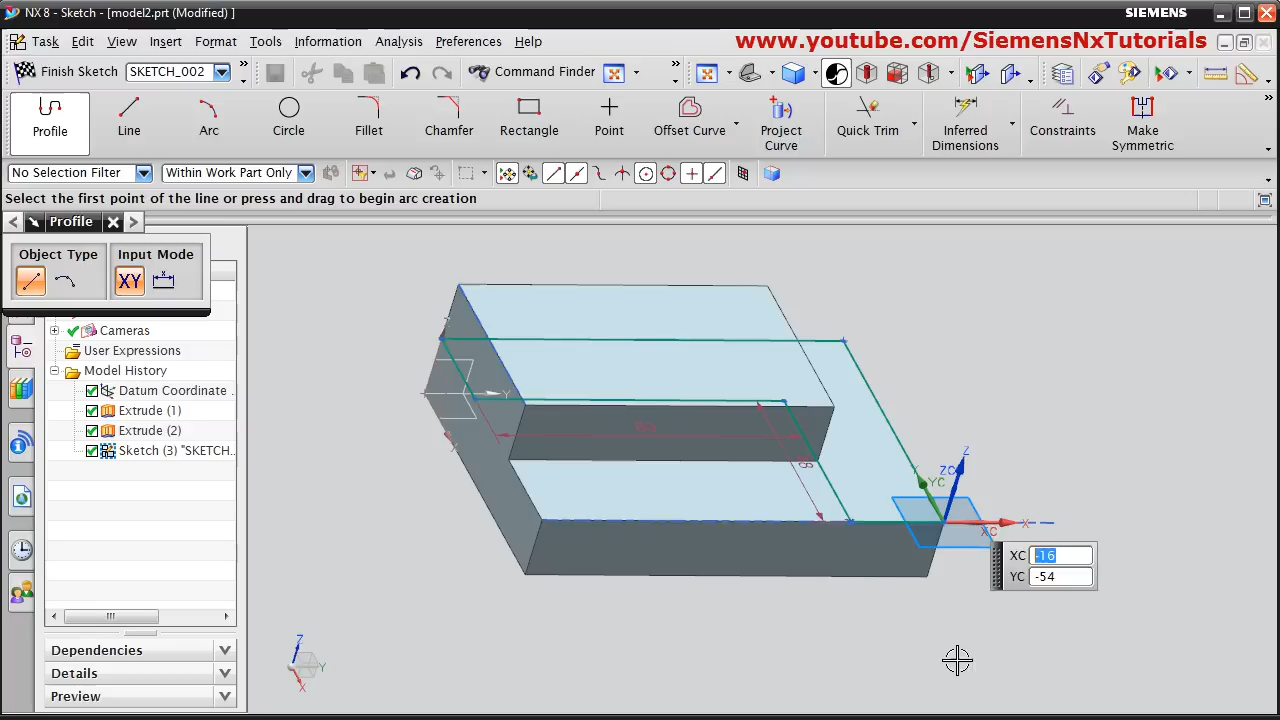 NX 8 - Sketch - [model2.prt (Modified) ]
SIEMENS
Task Edit View Insert Format Tools Information Analysis Preferences Help
www.youtube.com/SiemensNxTutorials
Finish Sketch SKETCH_002 Command Finder
Profile Line Arc Circle Fillet Chamfer Rectangle Point Offset Curve Project Curve Quick Trim Inferred Dimensions Constraints Make Symmetric
No Selection Filter Within Work Part Only
Select the first point of the line or press and drag to begin arc creation
Profile
Object Type Input Mode
XY
Cameras
User Expressions
Model History
Datum Coordinate
Extrude (1)
Extrude (2)
Sketch (3) "SKETCH...
Dependencies
Details
Preview
Y
Z
ZC
Y
YC
X
XC
XC -16
YC -54
Z
Y
X